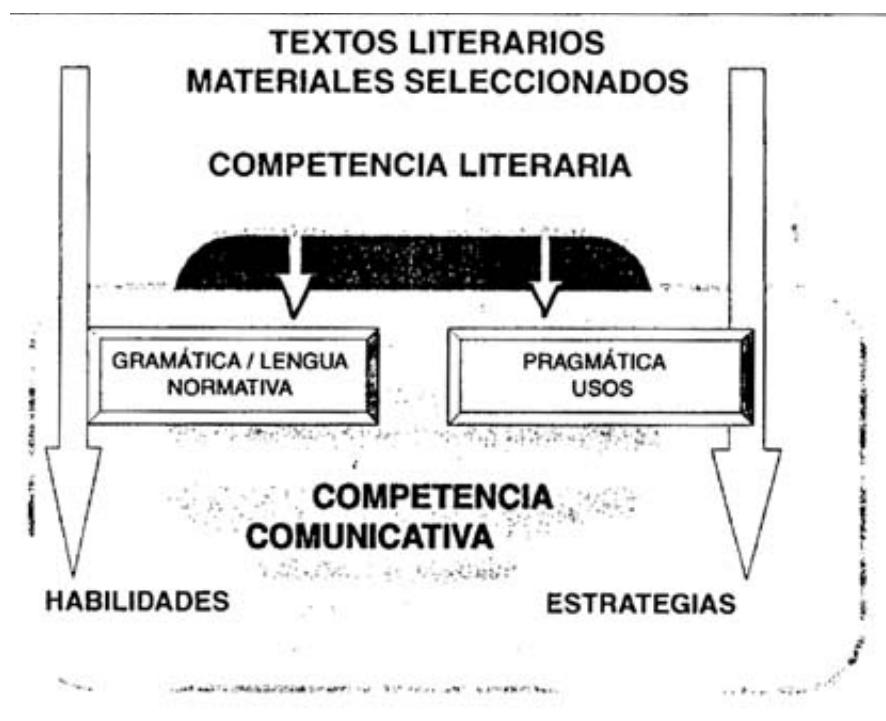 TEXTOS LITERARIOS
MATERIALES SELECCIONADOS
COMPETENCIA LITERARIA
GRAMÁTICA / LENGUA
NORMATIVA
PRAGMÁTICA
USOS
COMPETENCIA
COMUNICATIVA
HABILIDADES
ESTRATEGIAS